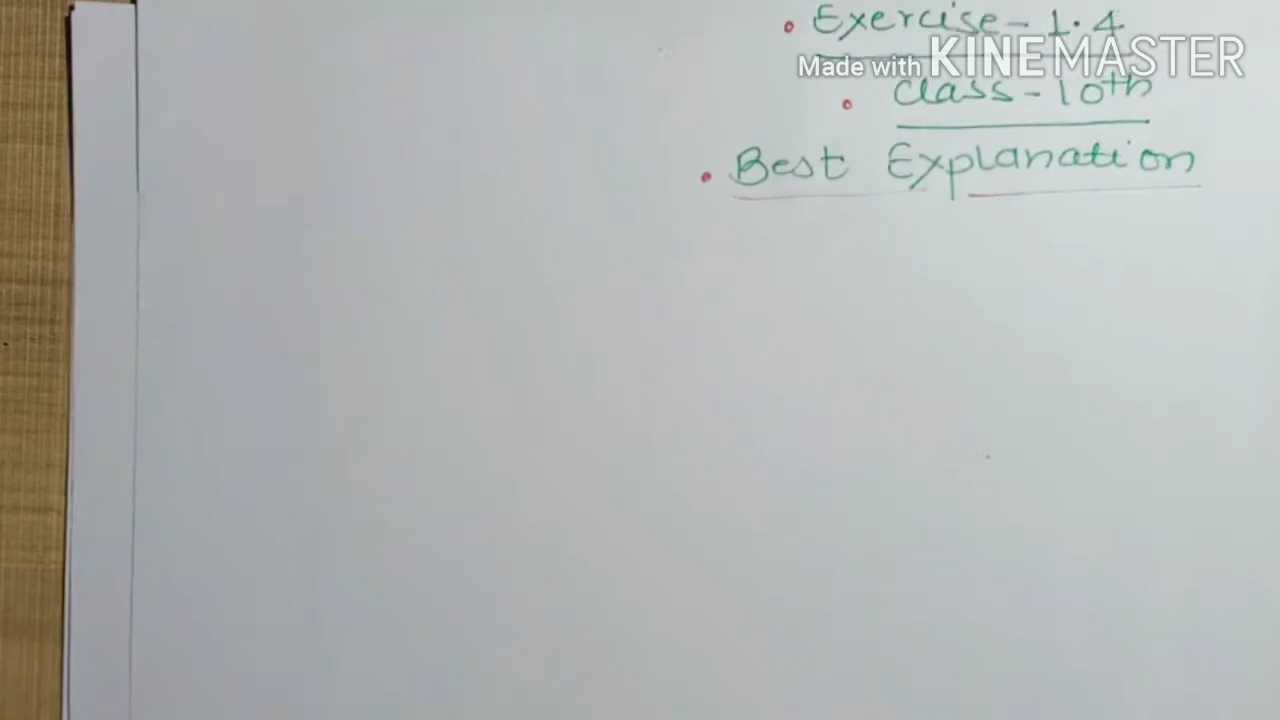 • Exercise - 1.4
Made with KINEMASTER
• class - 10th
• Best Explanation